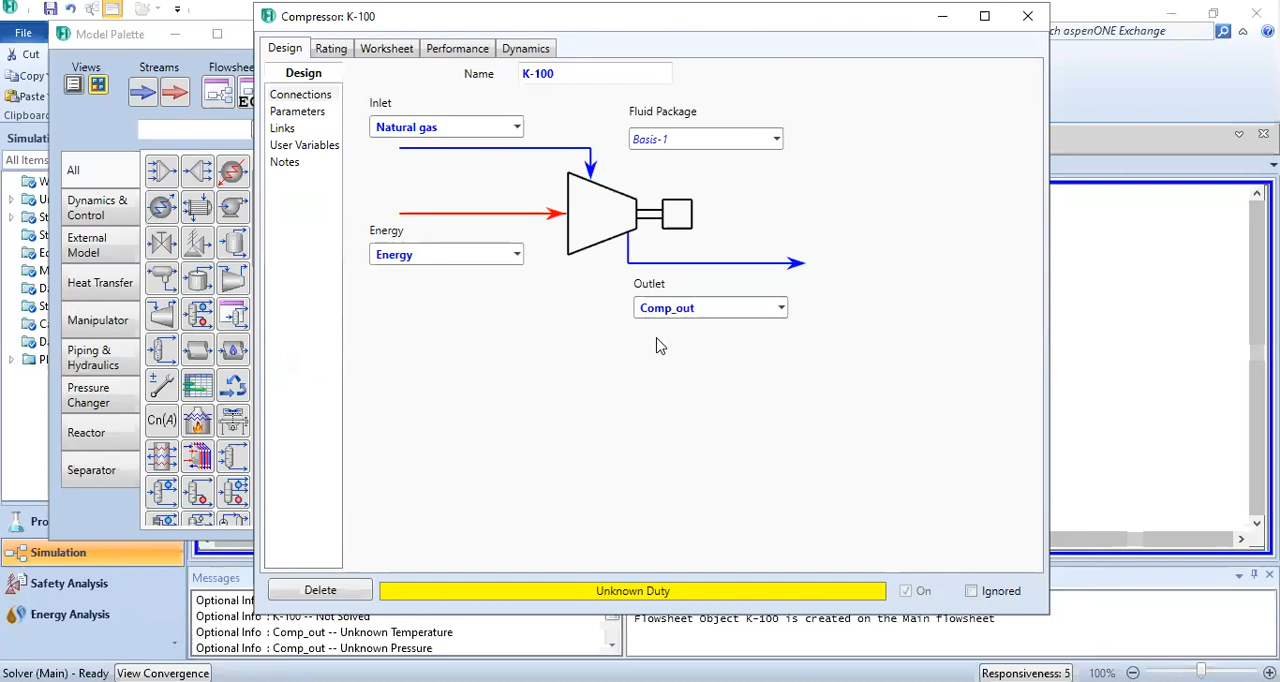 Compressor: K-100
File
Model Palette
ch aspenONE Exchange
Cut
Views
Streams
Flowshee
Design
Rating
Worksheet
Performance
Dynamics
Copy
Paste
Clipboard
Design
Connections
Parameters
Links
User Variables
Notes
Name
K-100
Inlet
Natural gas
Fluid Package
Basis-1
Energy
Energy
Outlet
Comp_out
Simulati
All Items
All
Dynamics &
Control
External
Model
Heat Transfer
Manipulator
Piping &
Hydraulics
Pressure
Changer
Reactor
Separator
Cn(A)
Pro
Simulation
Safety Analysis
Energy Analysis
Delete
Unknown Duty
On
Ignored
Messages
Optional Inf
Optional Info : K-100 -- Not Solved
Optional Info : Comp_out -- Unknown Temperature
Optional Info : Comp_out -- Unknown Pressure
Flowsheet Object K-100 is created on the Main flowsheet
Solver (Main) - Ready
View Convergence
Responsiveness: 5
100%